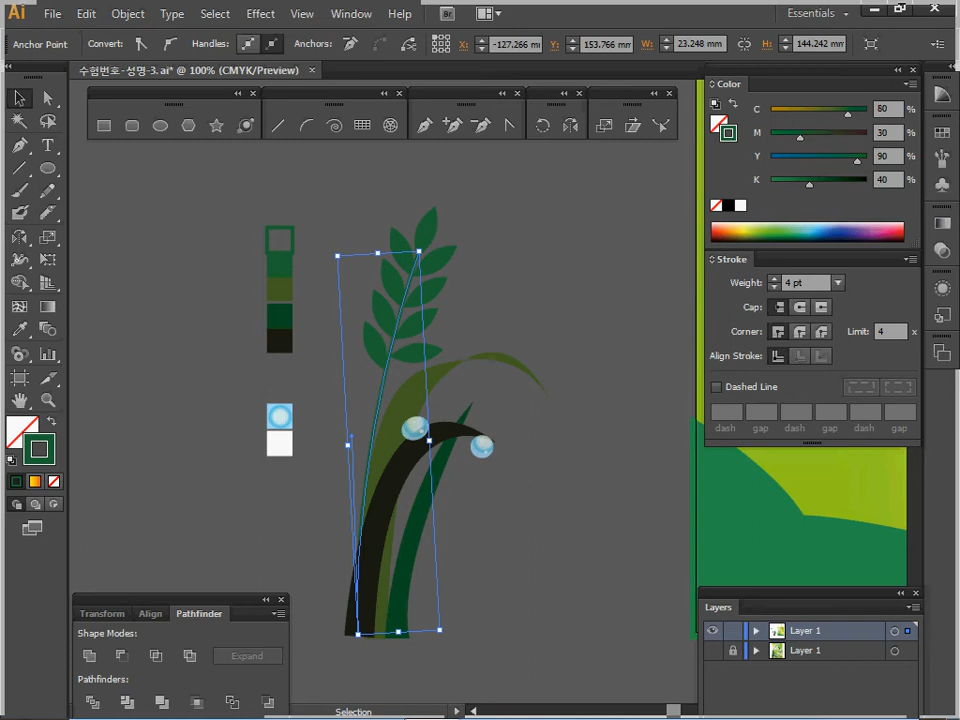 Ai File Edit Object Type Select Effect View Window Help Br Essentials
Anchor Point Convert: Handles: Anchors: X: -127.266 mi Y: 153.766 mm W: 23.248 mm H: 144.242 mm
수험번호-성명-3.ai* @ 100% (CMYK/Preview) ×
Color
C 80 %
M 30 %
Y 90 %
K 40 %
Stroke
Weight: 4 pt
Cap:
Corner: Limit: 4 x
Align Stroke:
Dashed Line
dash gap dash gap dash gap
Transform Align Pathfinder
Shape Modes:
Expand
Pathfinders:
Layers
Layer 1
Layer 1
Selection